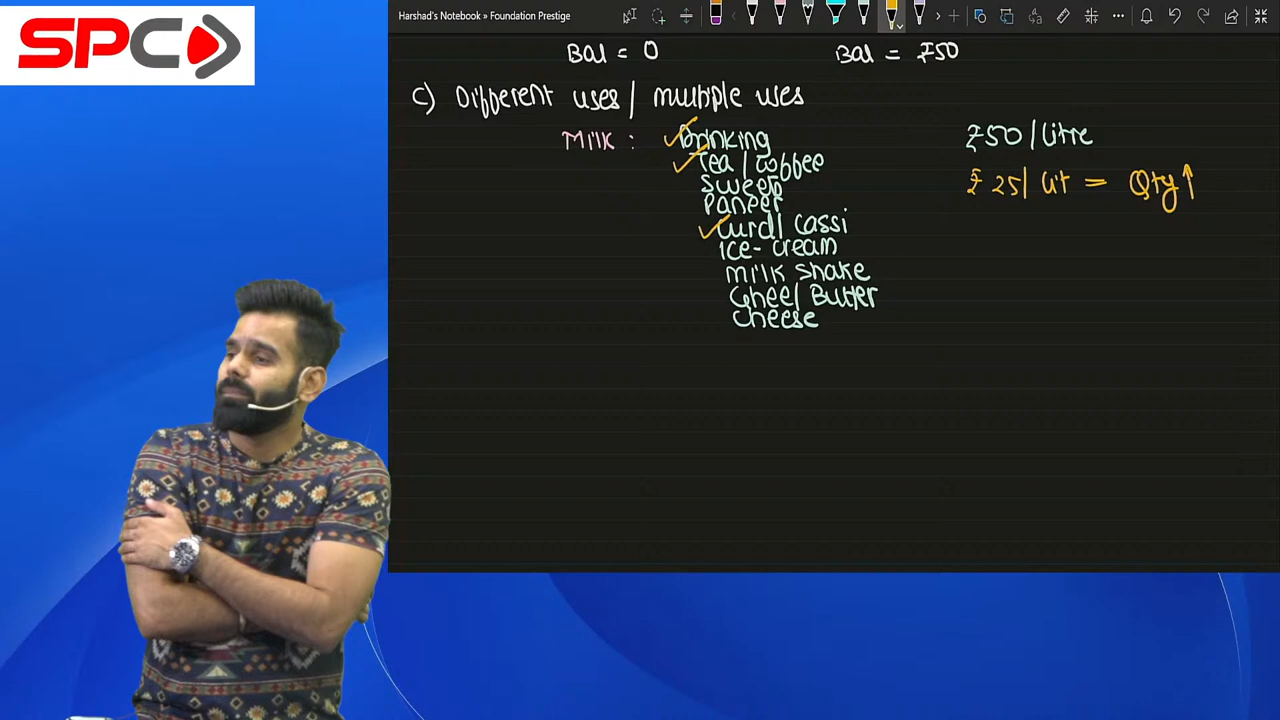 SPC
Harshad's Notebook » Foundation Prestige
Bal = 0 Bal = ₹50
C) Different uses / multiple uses
Milk : Drinking ₹50 / litre
Tea / Coffee ₹ 25 / Lit = Qty ↑
Sweets
Paneer
Curd / Lassi
Ice-cream
Milk Shake
Ghee / Butter
Cheese